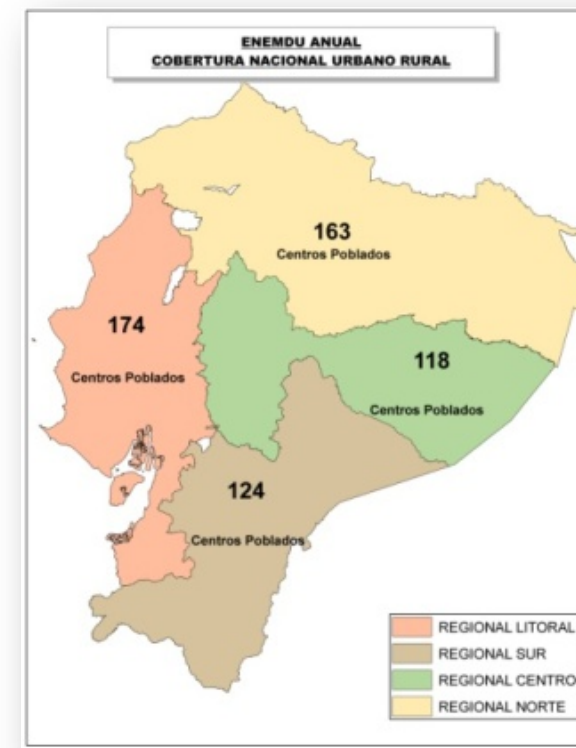 ENEMDU ANUAL
COBERTURA NACIONAL URBANO RURAL
163
Centros Poblados
174
Centros Poblados
118
Centros Poblados
124
Centros Poblados
REGIONAL LITORAL
REGIONAL SUR
REGIONAL CENTRO
REGIONAL NORTE